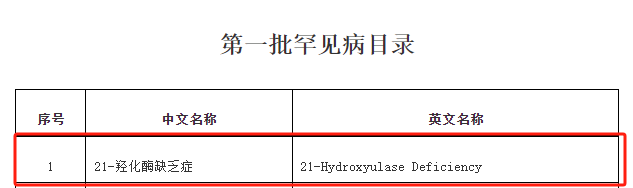 第一批罕见病目录
序号 中文名称 英文名称
1 21-羟化酶缺乏症 21-Hydroxyulase Deficiency